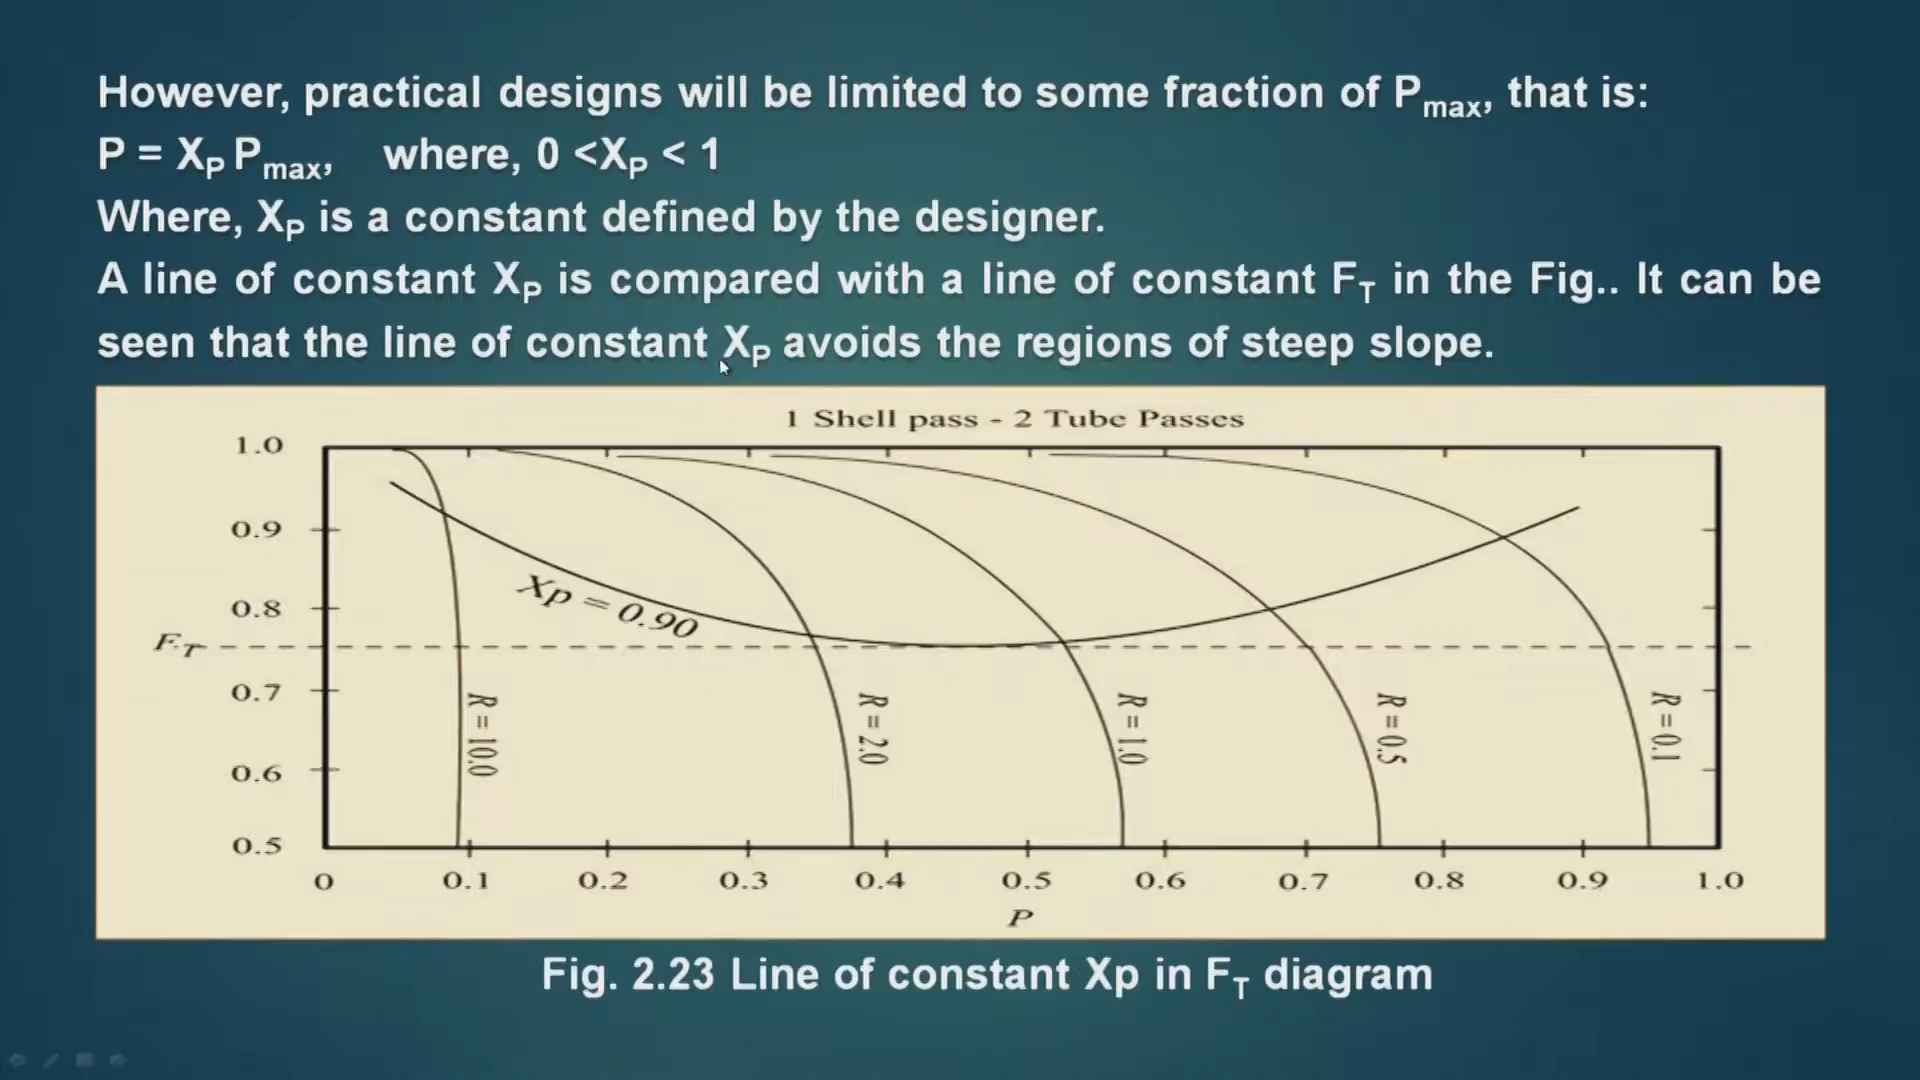 However, practical designs will be limited to some fraction of Pmax, that is:
P = XP Pmax, where, 0 <XP < 1
Where, XP is a constant defined by the designer.
A line of constant XP is compared with a line of constant FT in the Fig.. It can be
seen that the line of constant XP avoids the regions of steep slope.
1 Shell pass - 2 Tube Passes
1.0
0.9
0.8
FT
0.7
0.6
0.5
Xp = 0.90
R = 10.0
R = 2.0
R = 1.0
R = 0.5
R = 0.1
0 0.1 0.2 0.3 0.4 0.5 0.6 0.7 0.8 0.9 1.0
P
Fig. 2.23 Line of constant Xp in FT diagram